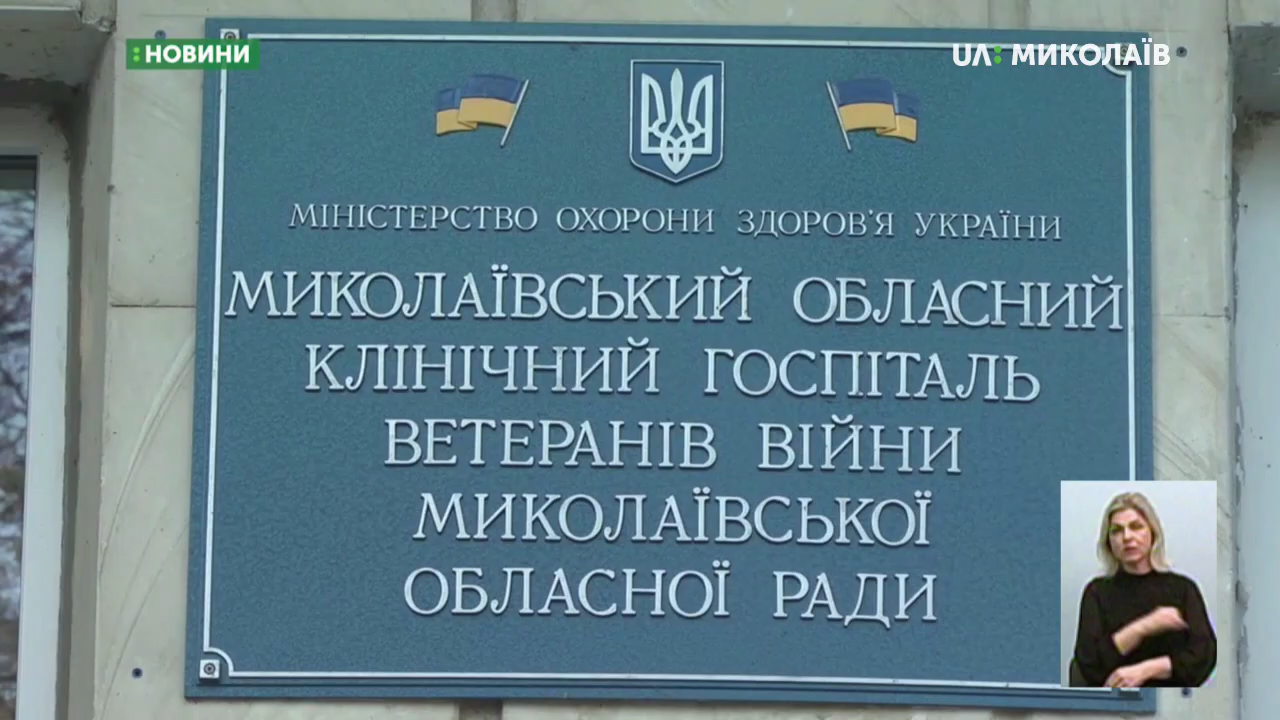 :НОВИНИ
UA: МИКОЛАЇВ
МІНІСТЕРСТВО ОХОРОНИ ЗДОРОВ'Я УКРАЇНИ
МИКОЛАЇВСЬКИЙ ОБЛАСНИЙ
КЛІНІЧНИЙ ГОСПІТАЛЬ
ВЕТЕРАНІВ ВІЙНИ
МИКОЛАЇВСЬКОЇ
ОБЛАСНОЇ РАДИ